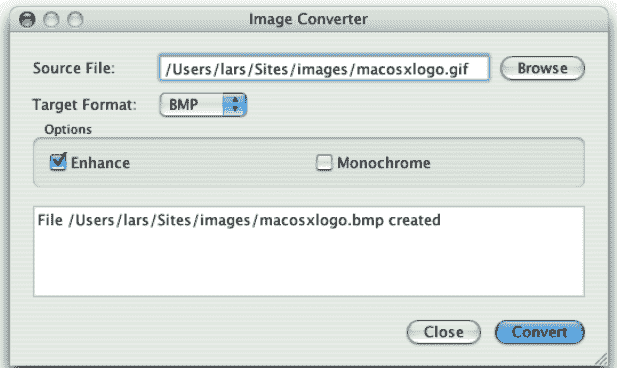 Image Converter
Source File: /Users/lars/Sites/images/macosxlogo.gif Browse
Target Format: BMP
Options
Enhance Monochrome
File /Users/lars/Sites/images/macosxlogo.bmp created
Close Convert